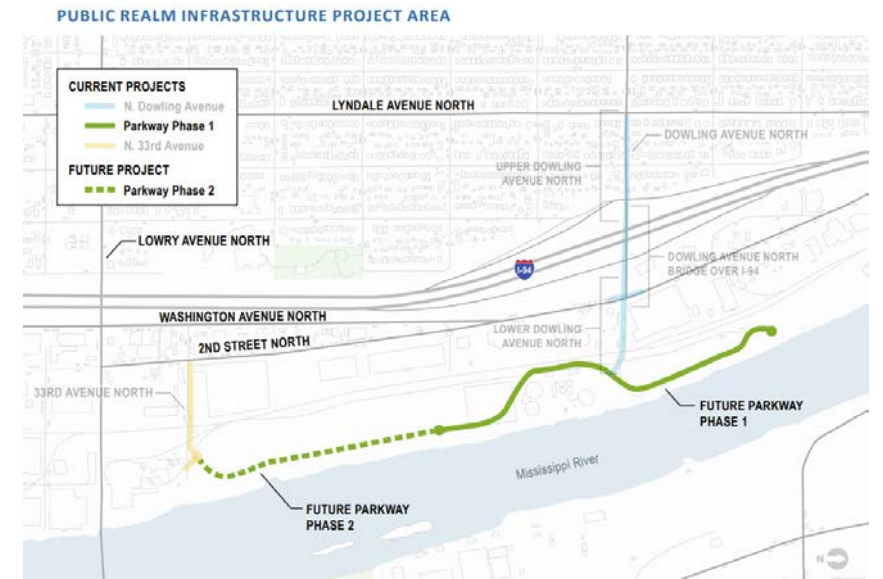 PUBLIC REALM INFRASTRUCTURE PROJECT AREA
CURRENT PROJECTS
N. Dowling Avenue
Parkway Phase 1
N. 33rd Avenue
FUTURE PROJECT
Parkway Phase 2
LYNDALE AVENUE NORTH
DOWLING AVENUE NORTH
UPPER DOWLING
AVENUE NORTH
LOWRY AVENUE NORTH
I-94
DOWLING AVENUE NORTH
BRIDGE OVER I-94
WASHINGTON AVENUE NORTH
2ND STREET NORTH
LOWER DOWLING
AVENUE NORTH
33RD AVENUE NORTH
FUTURE PARKWAY
PHASE 1
Mississippi River
FUTURE PARKWAY
PHASE 2
N